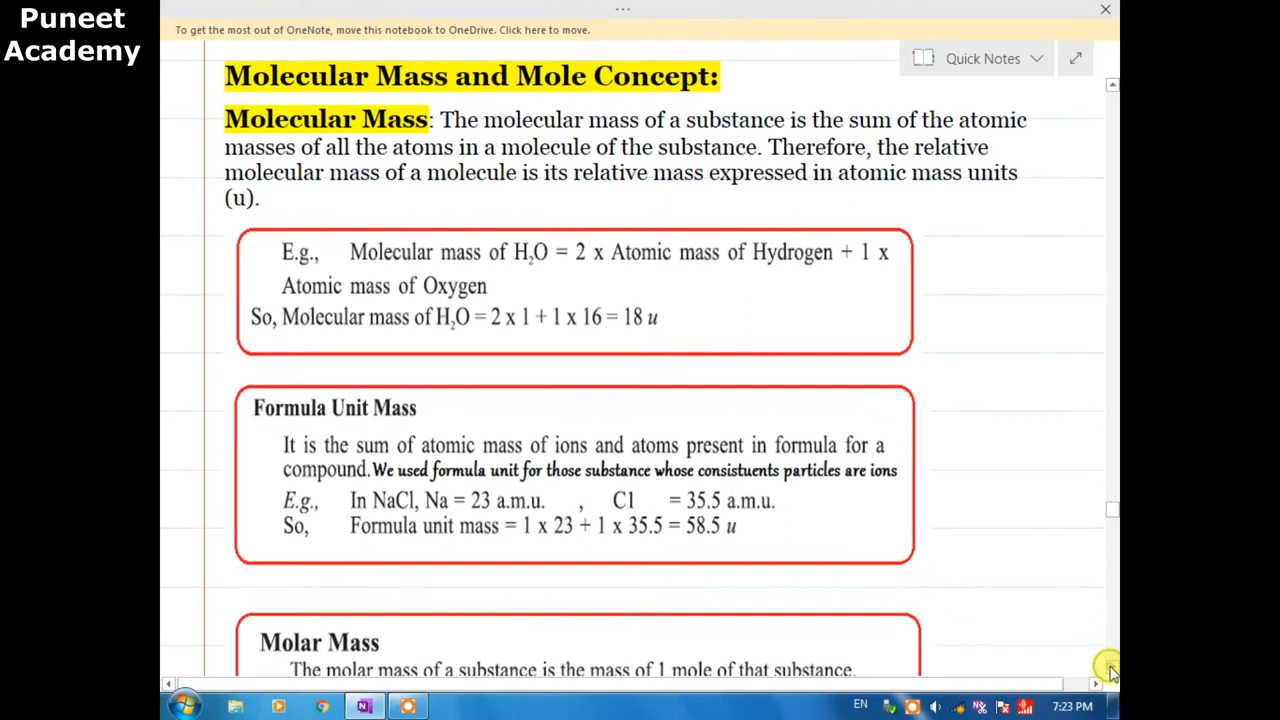 Puneet
Academy
To get the most out of OneNote, move this notebook to OneDrive. Click here to move.
Quick Notes
Molecular Mass and Mole Concept:
Molecular Mass: The molecular mass of a substance is the sum of the atomic
masses of all the atoms in a molecule of the substance. Therefore, the relative
molecular mass of a molecule is its relative mass expressed in atomic mass units
(u).
E.g., Molecular mass of H₂O = 2 x Atomic mass of Hydrogen + 1 x
Atomic mass of Oxygen
So, Molecular mass of H₂O = 2 x 1 + 1 x 16 = 18 u
Formula Unit Mass
It is the sum of atomic mass of ions and atoms present in formula for a
compound. We used formula unit for those substance whose consistuents particles are ions
E.g., In NaCl, Na = 23 a.m.u. , C1 = 35.5 a.m.u.
So, Formula unit mass = 1 x 23 + 1 x 35.5 = 58.5 u
Molar Mass
The molar mass of a substance is the mass of 1 mole of that substance.
EN
7:23 PM